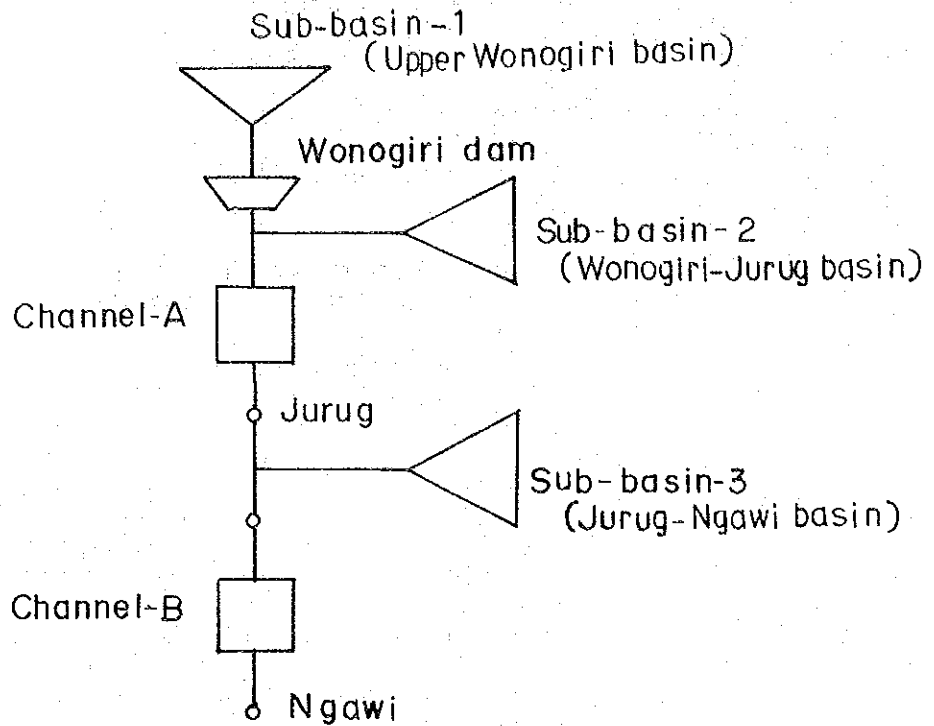 Sub-basin-1
(Upper Wonogiri basin)
Wonogiri dam
Sub-basin-2
(Wonogiri-Jurug basin)
Channel-A
Jurug
Sub-basin-3
(Jurug-Ngawi basin)
Channel-B
Ngawi